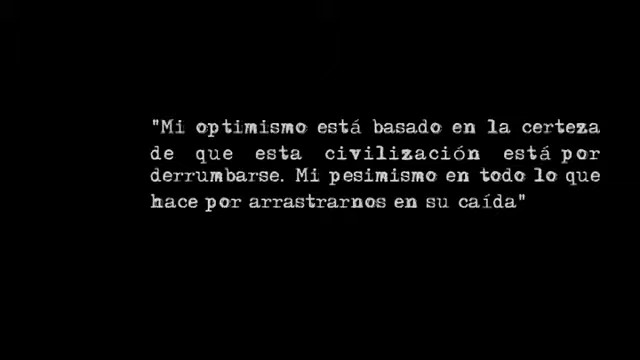 "Mi optimismo está basado en la certeza
de que esta civilización está por
derrumbarse. Mi pesimismo en todo lo que
hace por arrastrarnos en su caída"